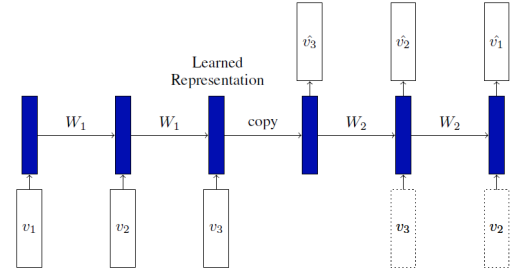 v̂₃
v̂₂
v̂₁
Learned
Representation
W₁
W₁
copy
W₂
W₂
v₁
v₂
v₃
v₃
v₂